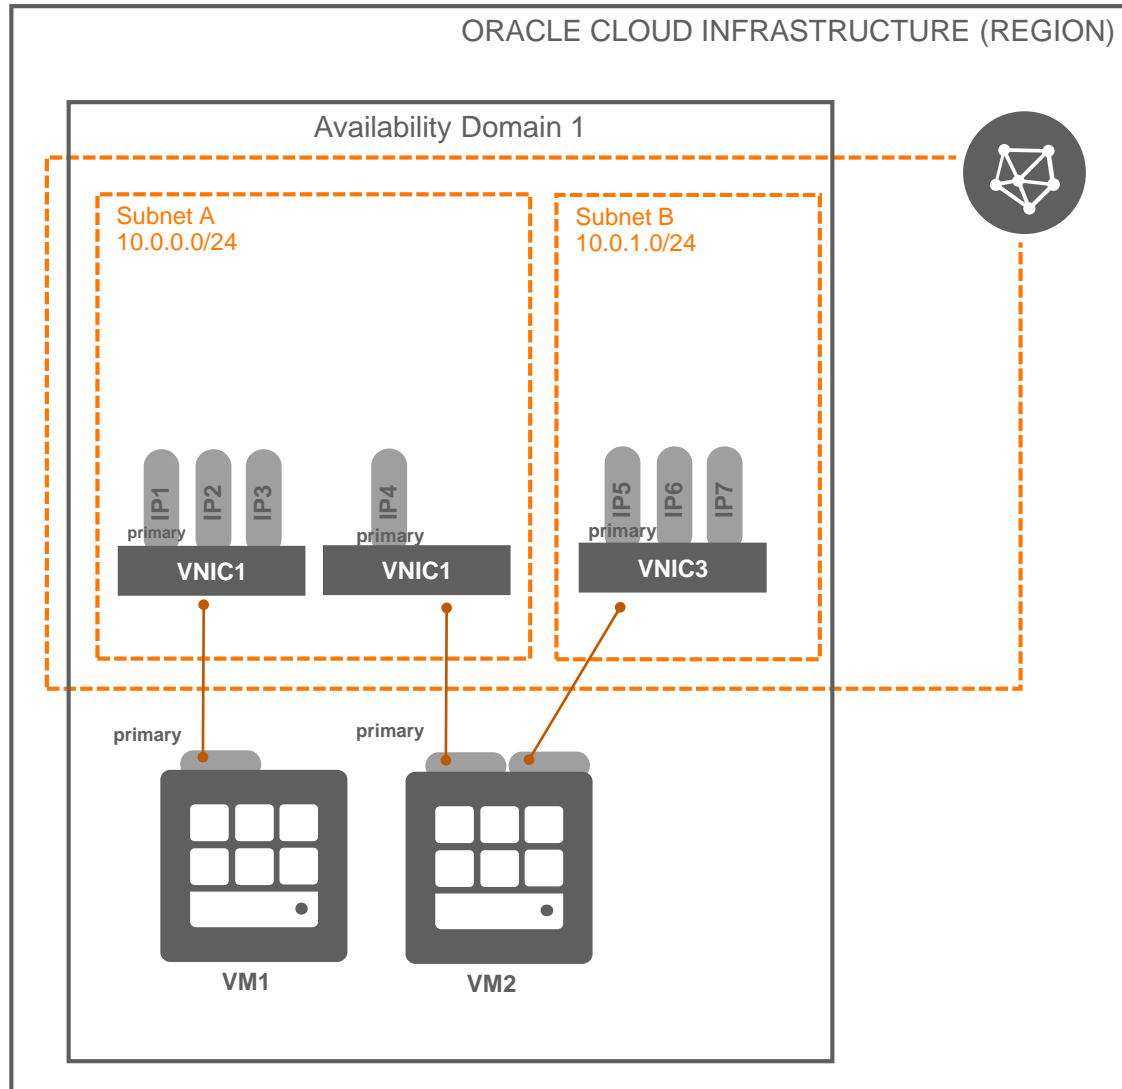 ORACLE CLOUD INFRASTRUCTURE (REGION)
Availability Domain 1
Subnet A
10.0.0.0/24
Subnet B
10.0.1.0/24
IP1
IP2
IP3
IP4
IP5
IP6
IP7
primary
primary
primary
VNIC1
VNIC1
VNIC3
primary
primary
VM1
VM2